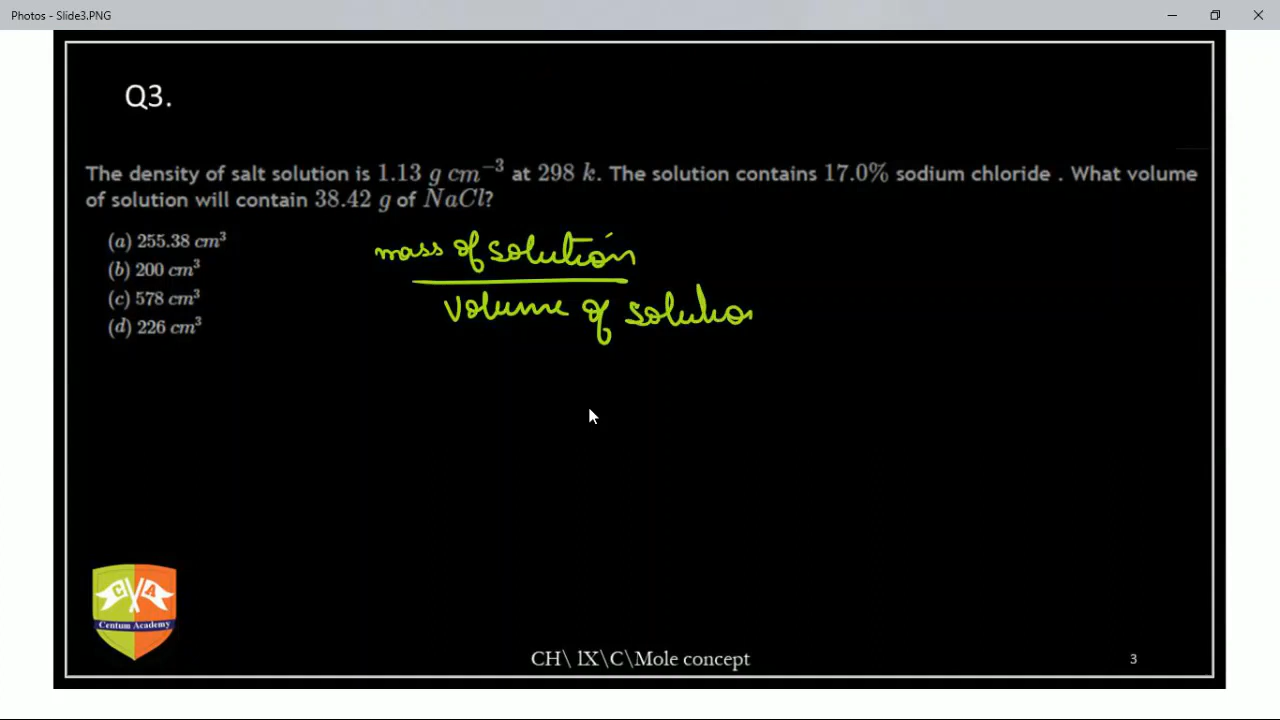 Photos - Slide3.PNG
Q3.
The density of salt solution is 1.13 g cm⁻³ at 298 k. The solution contains 17.0% sodium chloride . What volume
of solution will contain 38.42 g of NaCl?
(a) 255.38 cm³
(b) 200 cm³
(c) 578 cm³
(d) 226 cm³
mass of solution
volume of solution
C A
Centum Academy
CH\ lX\C\Mole concept
3